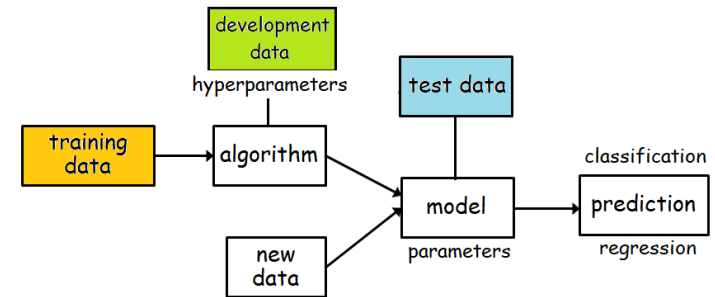 development
data
hyperparameters
test data
training
data
algorithm
classification
model
prediction
parameters
regression
new
data